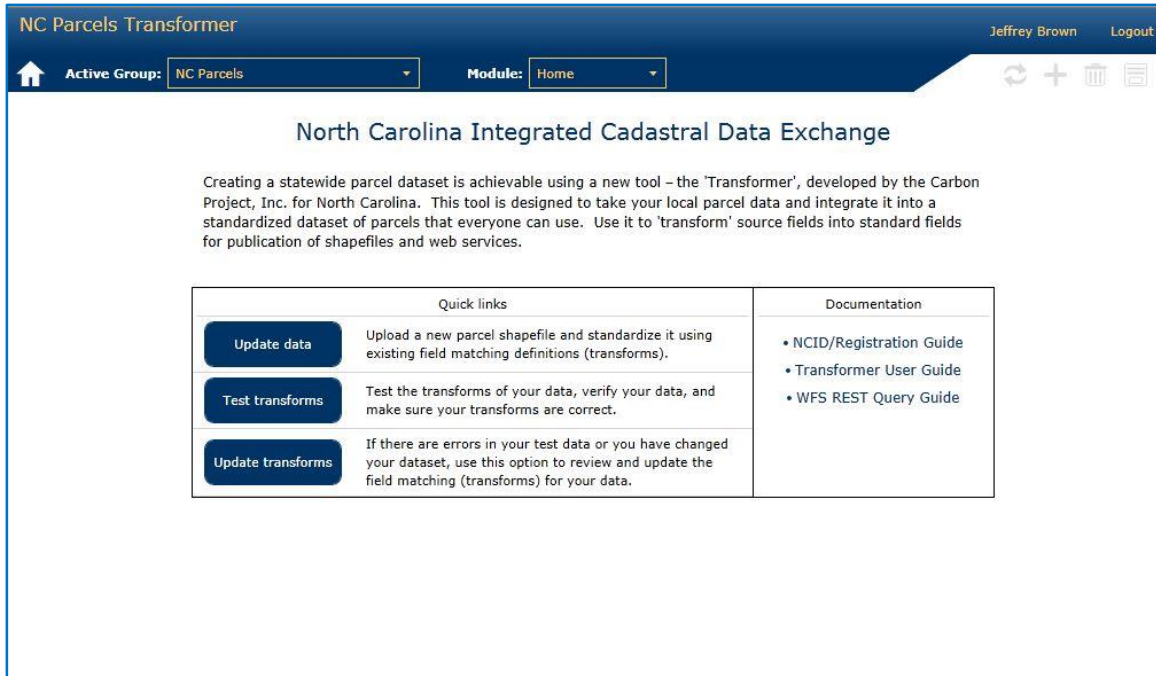 NC Parcels Transformer
Jeffrey Brown Logout
Active Group: NC Parcels Module: Home
North Carolina Integrated Cadastral Data Exchange
Creating a statewide parcel dataset is achievable using a new tool – the 'Transformer', developed by the Carbon
Project, Inc. for North Carolina. This tool is designed to take your local parcel data and integrate it into a
standardized dataset of parcels that everyone can use. Use it to 'transform' source fields into standard fields
for publication of shapefiles and web services.
Quick links
Update data
Upload a new parcel shapefile and standardize it using
existing field matching definitions (transforms).
Test transforms
Test the transforms of your data, verify your data, and
make sure your transforms are correct.
Update transforms
If there are errors in your test data or you have changed
your dataset, use this option to review and update the
field matching (transforms) for your data.
Documentation
• NCID/Registration Guide
• Transformer User Guide
• WFS REST Query Guide